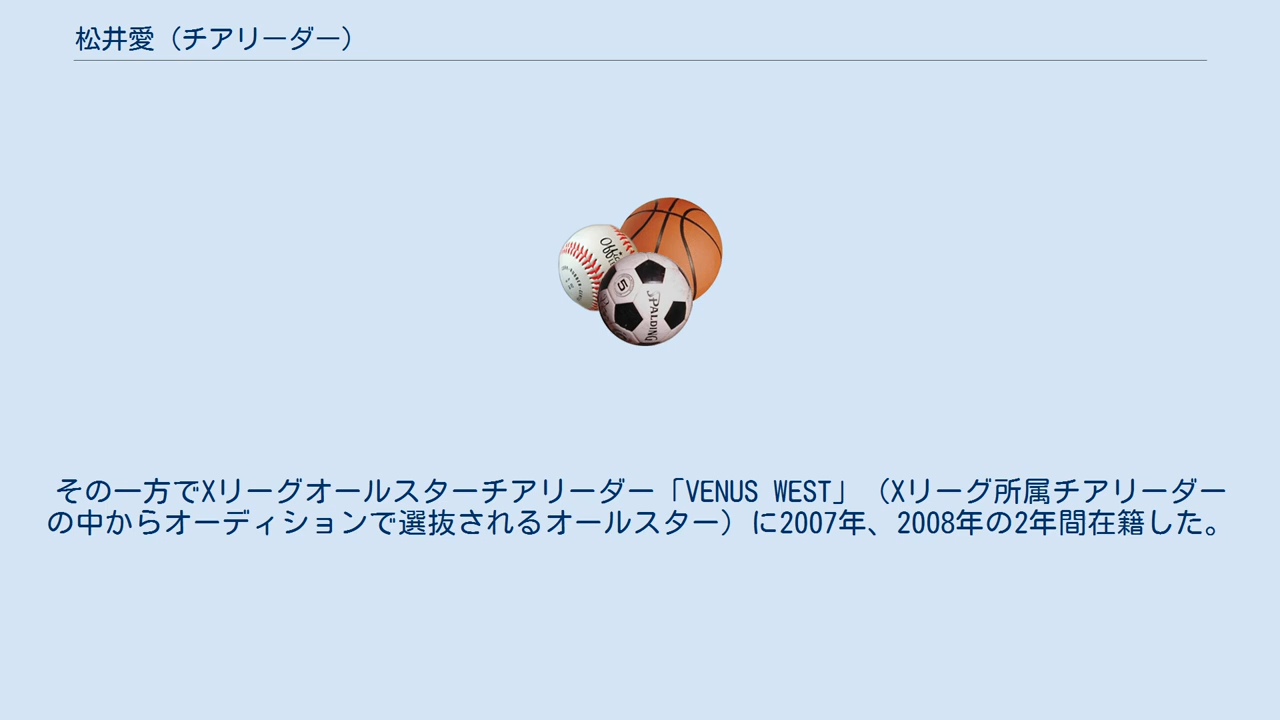 松井愛（チアリーダー）
Offic
5
SPALDING
その一方でXリーグオールスターチアリーダー「VENUS WEST」（Xリーグ所属チアリーダー
の中からオーディションで選抜されるオールスター）に2007年、2008年の2年間在籍した。